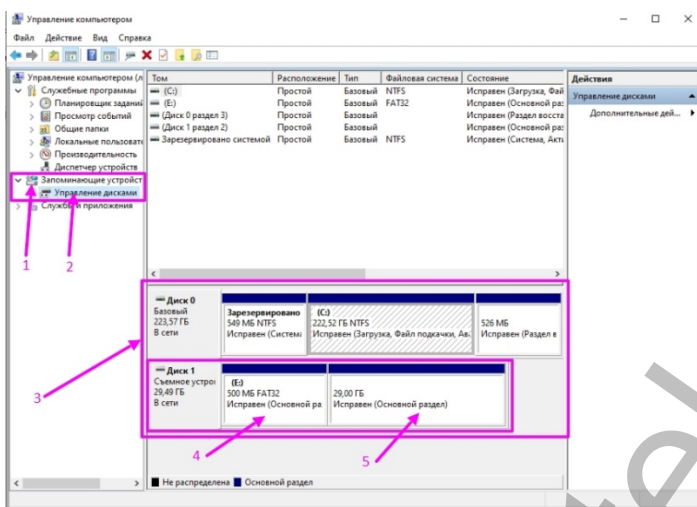 Управление компьютером
Файл Действие Вид Справка
Управление компьютером (л
Служебные программы
Планировщик заданий
Просмотр событий
Общие папки
Локальные пользовате
Производительность
Диспетчер устройств
Запоминающие устройст
Управление дисками
Службы и приложения
1 2
Том Расположение Тип Файловая система Состояние
(C:) Простой Базовый NTFS Исправен (Загрузка, Фай
(E:) Простой Базовый FAT32 Исправен (Основной раз
(Диск 0 раздел 3) Простой Базовый Исправен (Раздел восста
(Диск 1 раздел 2) Простой Базовый Исправен (Основной раз
Зарезервировано системой Простой Базовый NTFS Исправен (Система, Акти
Действия
Управление дисками
Дополнительные дей...
3
Диск 0
Базовый
223,57 ГБ
В сети
Зарезервировано
549 МБ NTFS
Исправен (Система
(C:)
222,52 ГБ NTFS
Исправен (Загрузка, Файл подкачки, Ава
526 МБ
Исправен (Раздел в
Диск 1
Съемное устрой
29,49 ГБ
В сети
(E:)
500 МБ FAT32
Исправен (Основной ра
29,00 ГБ
Исправен (Основной раздел)
4 5
Не распределена Основной раздел